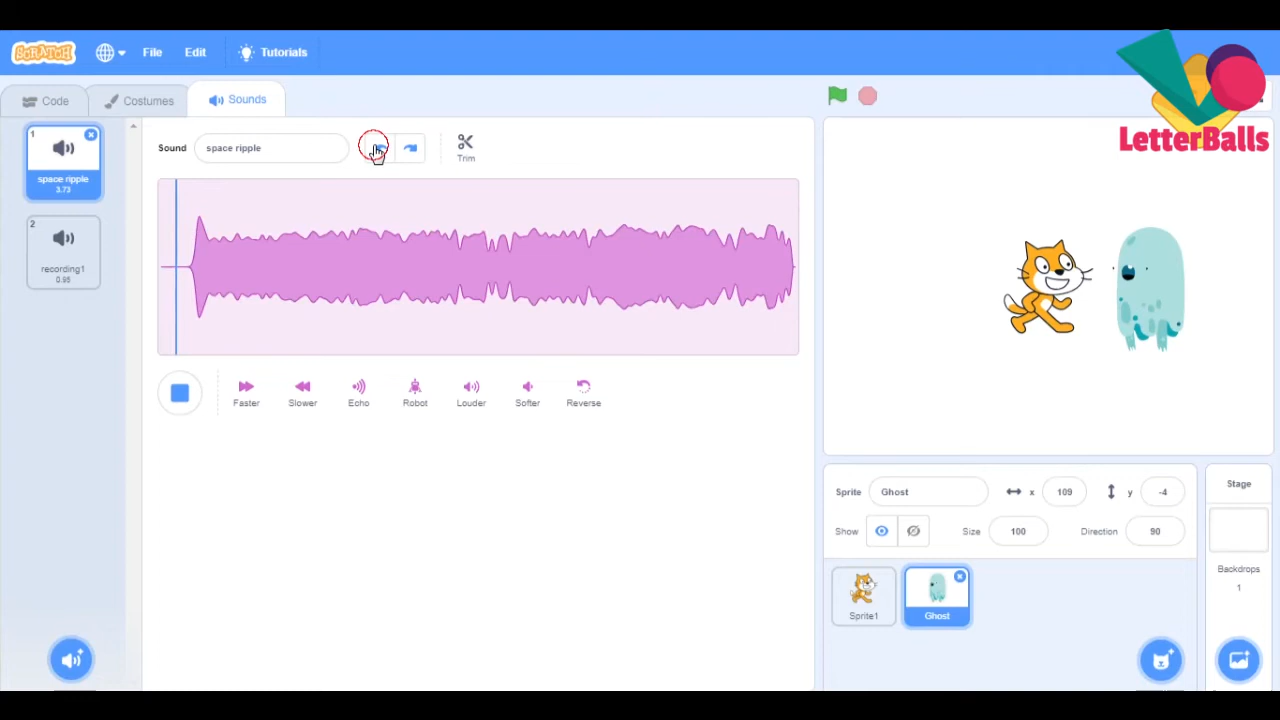 SCRATCH
File
Edit
Tutorials
LetterBalls
Code
Costumes
Sounds
1
space ripple
3.73
2
recording1
0.95
Sound
space ripple
Trim
Faster
Slower
Echo
Robot
Louder
Softer
Reverse
Sprite
Ghost
x
109
y
-4
Show
Size
100
Direction
90
Sprite1
Ghost
Stage
Backdrops
1